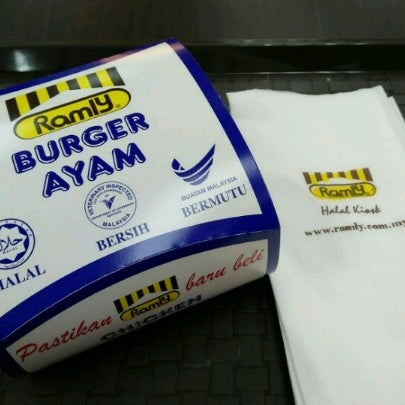 Ramly
BURGER
AYAM
VETERINARY INSPECTED
MALAYSIA
BUATAN MALAYSIA
BERMUTU
BERSIH
حلال
HALAL
Pastikan Ramly baru beli
CHICKEN
Ramly
Halal Kiosk
www.ramly.com.my